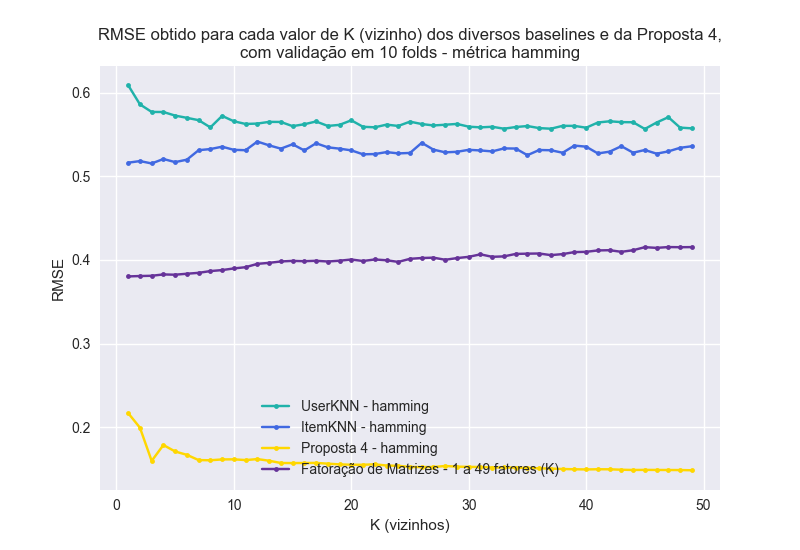 RMSE obtido para cada valor de K (vizinho) dos diversos baselines e da Proposta 4,
com validação em 10 folds - métrica hamming
0.6
0.5
0.4
0.3
0.2
RMSE
UserKNN - hamming
ItemKNN - hamming
Proposta 4 - hamming
Fatoração de Matrizes - 1 a 49 fatores (K)
0 10 20 30 40 50
K (vizinhos)